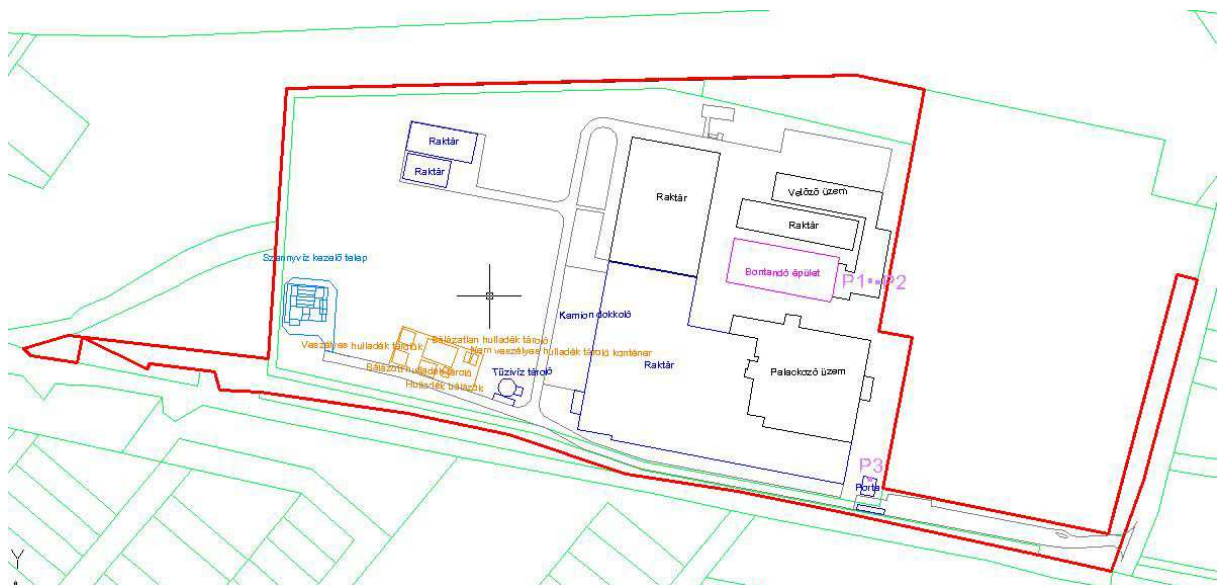 Raktár
Raktár
Raktár
Velőző üzem
Raktár
Szennyvíz kezelő telep
Bontandó épület
P1
P2
Kamion dokkoló
Bálázatlan hulladék tároló
Veszélyes hulladék tárolók
Nem veszélyes hulladék tároló konténer
Bálázott hulladék tároló
Tűzivíz tároló
Raktár
Palackozó üzem
Hulladék bálázók
P3
Porta
Y